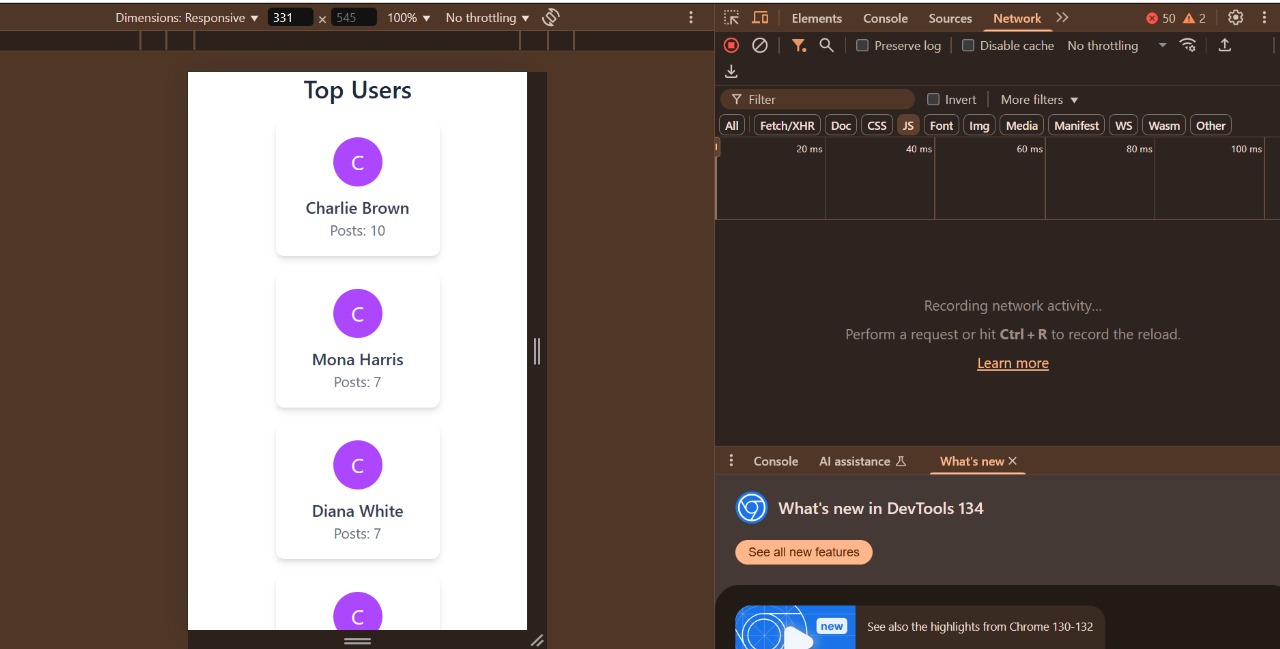 Dimensions: Responsive ▼ 331 × 545 100% ▼ No throttling ▼
Top Users
C
Charlie Brown
Posts: 10
C
Mona Harris
Posts: 7
C
Diana White
Posts: 7
C
Elements Console Sources Network 50 2
Preserve log Disable cache No throttling
Filter Invert More filters ▼
All Fetch/XHR Doc CSS JS Font Img Media Manifest WS Wasm Other
20 ms 40 ms 60 ms 80 ms 100 ms
Recording network activity...
Perform a request or hit Ctrl + R to record the reload.
Learn more
Console AI assistance What's new
What's new in DevTools 134
See all new features
new See also the highlights from Chrome 130-132